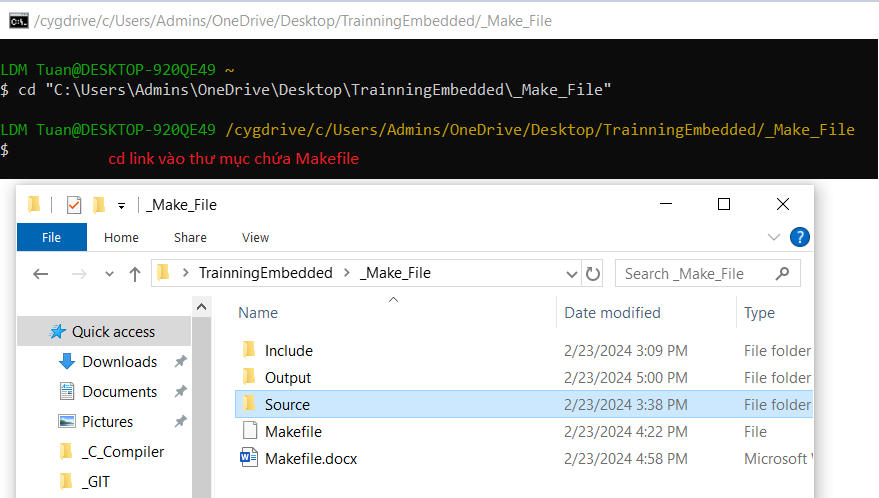 /cygdrive/c/Users/Admins/OneDrive/Desktop/TrainningEmbedded/_Make_File
LDM Tuan@DESKTOP-920QE49 ~
$ cd "C:\Users\Admins\OneDrive\Desktop\TrainningEmbedded\_Make_File"
LDM Tuan@DESKTOP-920QE49 /cygdrive/c/Users/Admins/OneDrive/Desktop/TrainningEmbedded/_Make_File
$
cd link vào thư mục chứa Makefile
_Make_File
File Home Share View
TrainningEmbedded > _Make_File Search _Make_File
Name Date modified Type
Quick access
Downloads
Documents
Pictures
_C_Compiler
_GIT
Include 2/23/2024 3:09 PM File folder
Output 2/23/2024 5:00 PM File folder
Source 2/23/2024 3:38 PM File folder
Makefile 2/23/2024 4:22 PM File
Makefile.docx 2/23/2024 4:58 PM Microsoft